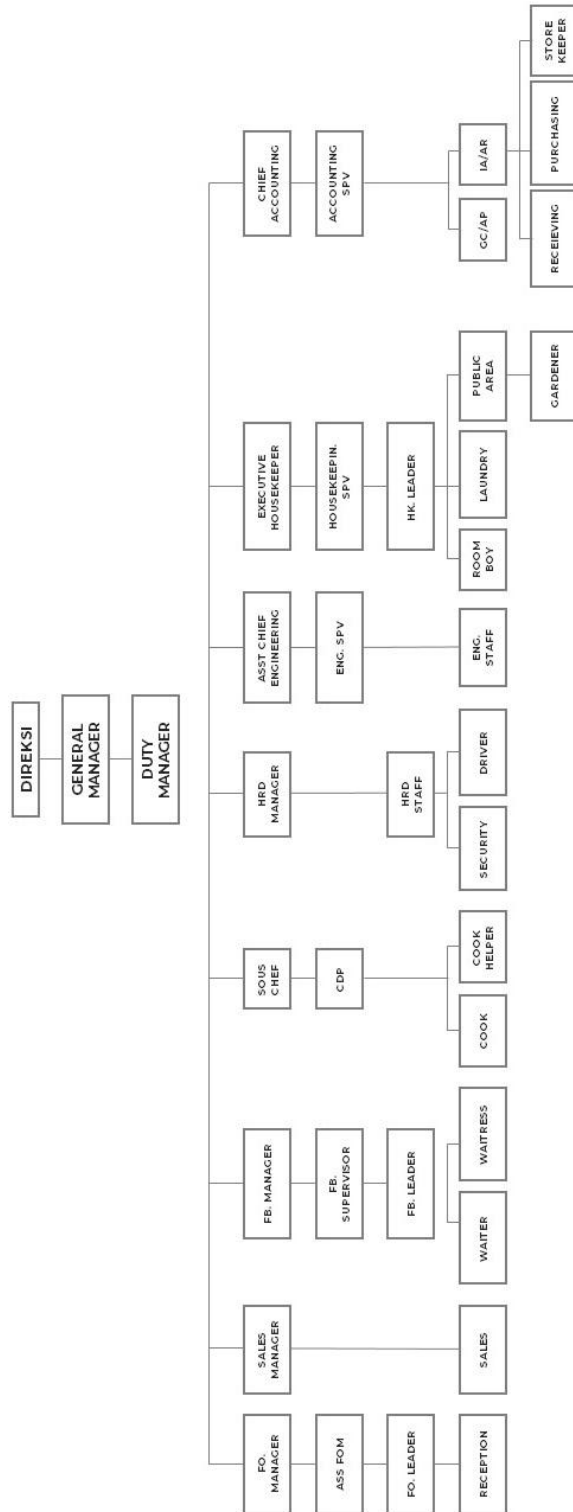 DIREKSI
GENERAL
MANAGER
DUTY
MANAGER
FO.
MANAGER
SALES
MANAGER
FB. MANAGER
SOUS
CHEF
HRD
MANAGER
ASST CHIEF
ENGINEERING
EXECUTIVE
HOUSEKEEPER
CHIEF
ACCOUNTING
ASS FOM
FB.
SUPERVISOR
CDP
ENG. SPV
HOUSEKEEPIN.
SPV
ACCOUNTING
SPV
FO. LEADER
FB. LEADER
HRD
STAFF
HK. LEADER
RECEPTION
SALES
WAITER
WAITRESS
COOK
COOK
HELPER
SECURITY
DRIVER
ENG.
STAFF
ROOM
BOY
LAUNDRY
PUBLIC
AREA
GC/AP
IA/AR
GARDENER
RECEIEVING
PURCHASING
STORE
KEEPER